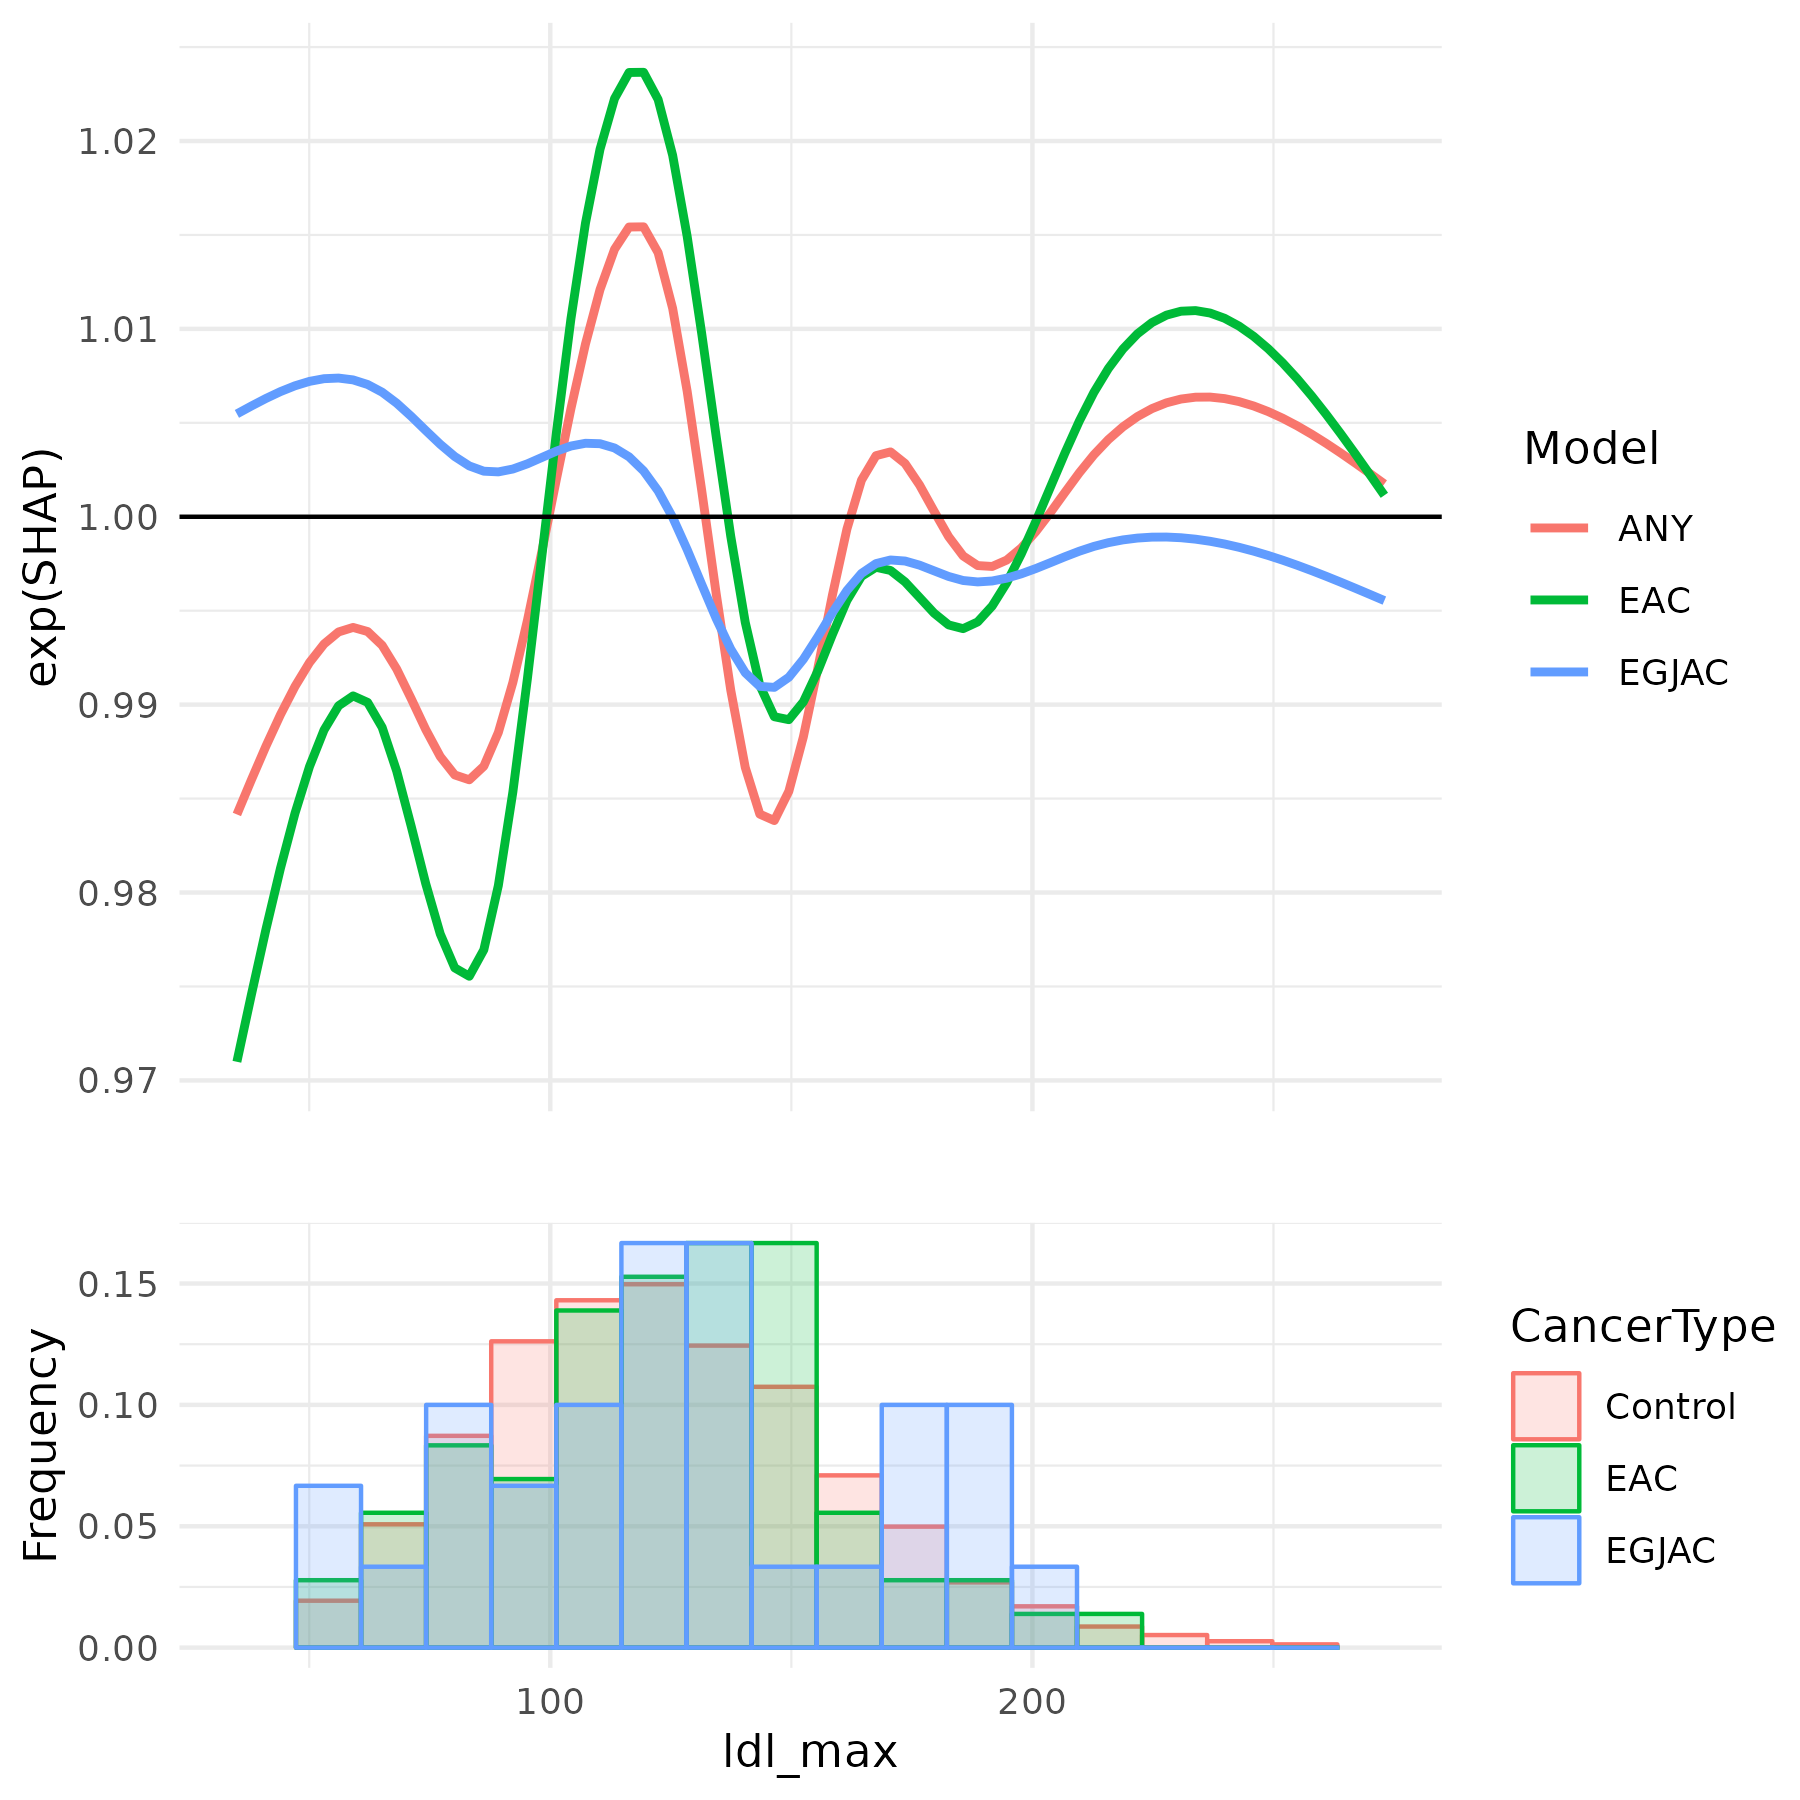 1.02
1.01
1.00
0.99
0.98
0.97
exp(SHAP)
Model
ANY
EAC
EGJAC
0.15
0.10
0.05
0.00
Frequency
100
200
ldl_max
CancerType
Control
EAC
EGJAC